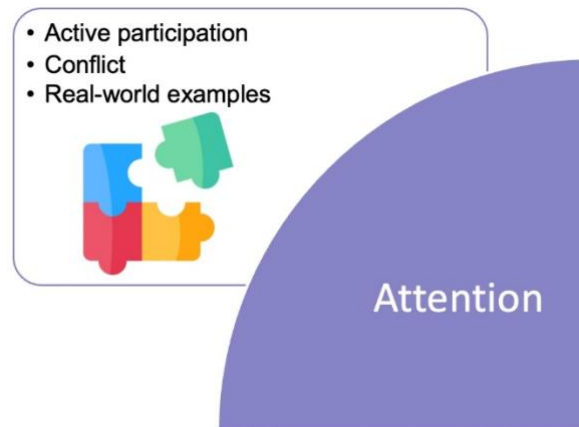 • Active participation
• Conflict
• Real-world examples
Attention